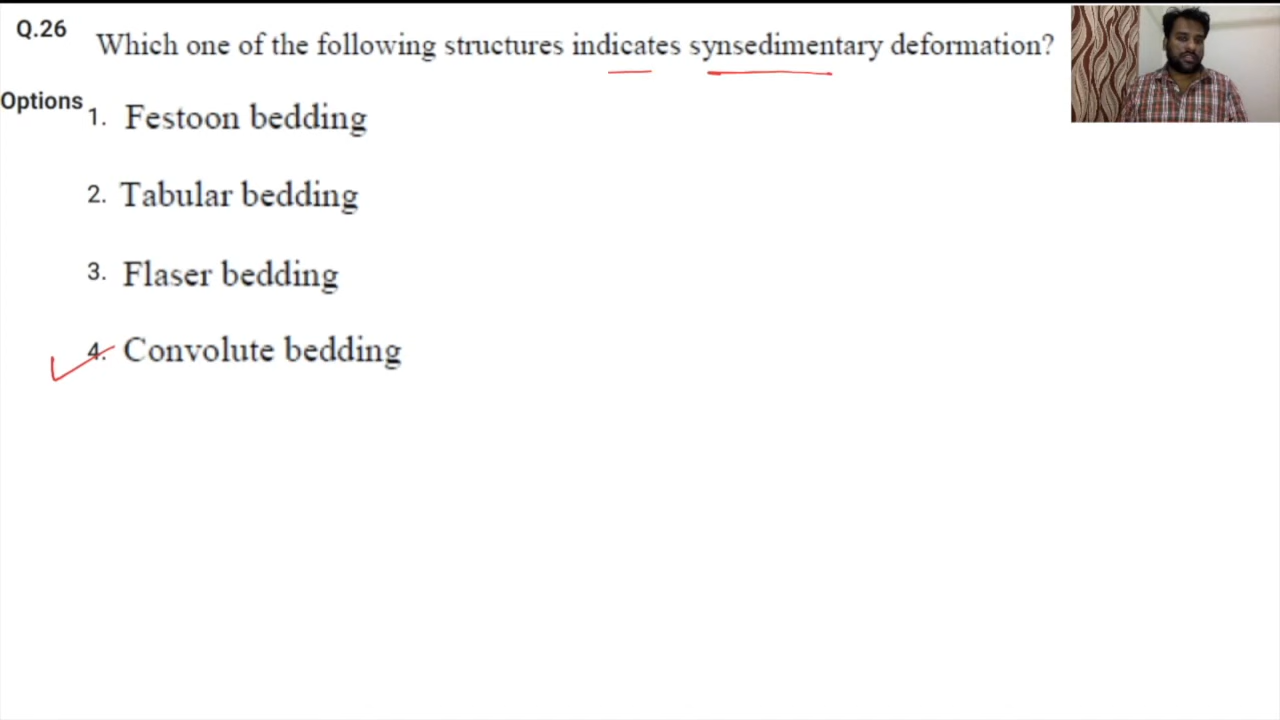 Q.26 Which one of the following structures indicates synsedimentary deformation?
Options 1. Festoon bedding
2. Tabular bedding
3. Flaser bedding
4. Convolute bedding